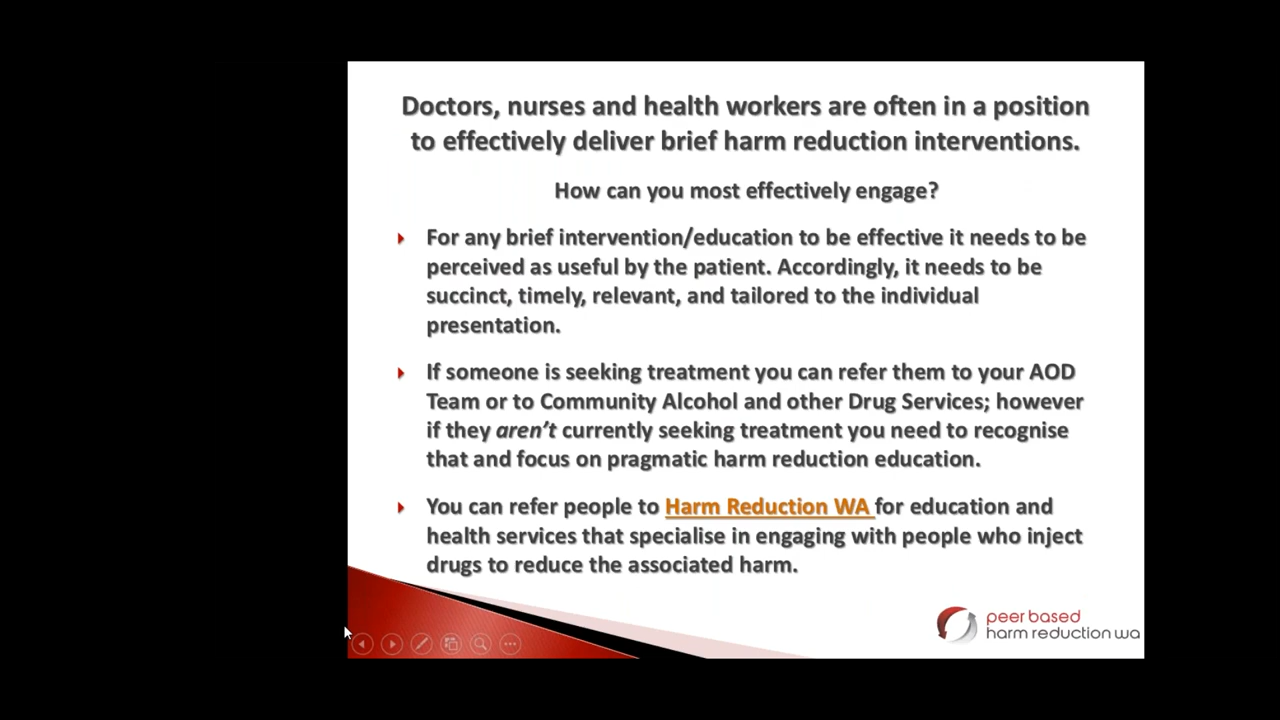 Doctors, nurses and health workers are often in a position
to effectively deliver brief harm reduction interventions.
How can you most effectively engage?
For any brief intervention/education to be effective it needs to be
perceived as useful by the patient. Accordingly, it needs to be
succinct, timely, relevant, and tailored to the individual
presentation.
If someone is seeking treatment you can refer them to your AOD
Team or to Community Alcohol and other Drug Services; however
if they aren't currently seeking treatment you need to recognise
that and focus on pragmatic harm reduction education.
You can refer people to Harm Reduction WA for education and
health services that specialise in engaging with people who inject
drugs to reduce the associated harm.
peer based
harm reduction wa